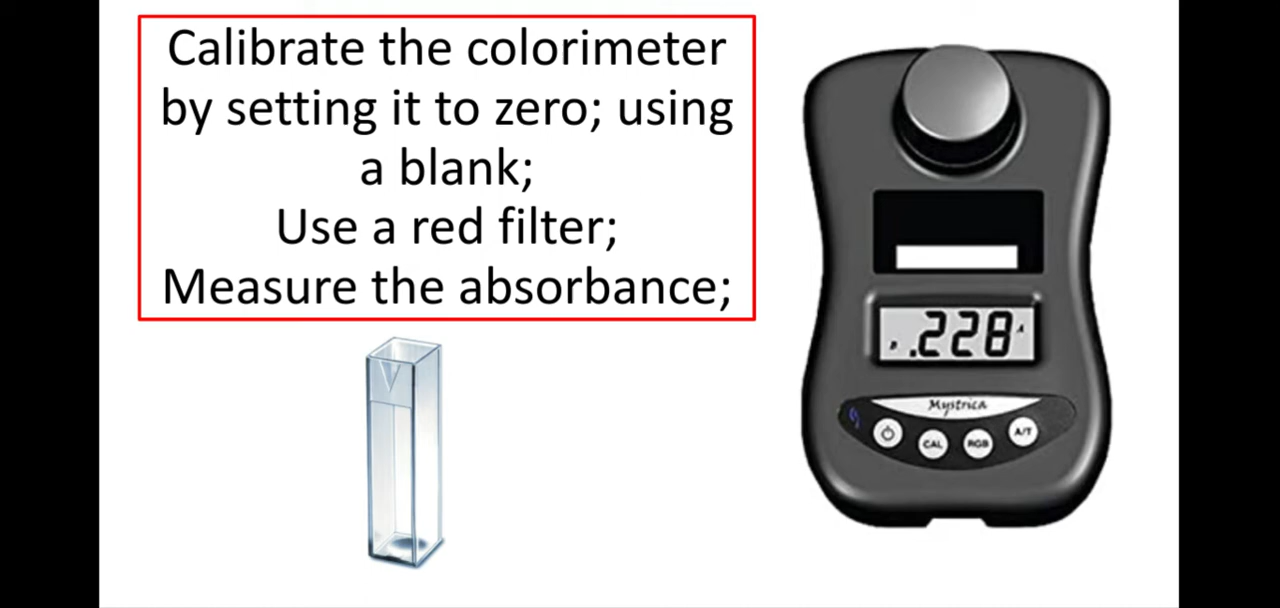 Calibrate the colorimeter
by setting it to zero; using
a blank;
Use a red filter;
Measure the absorbance;
.228 A
Mystrica
CAL RGB A/T